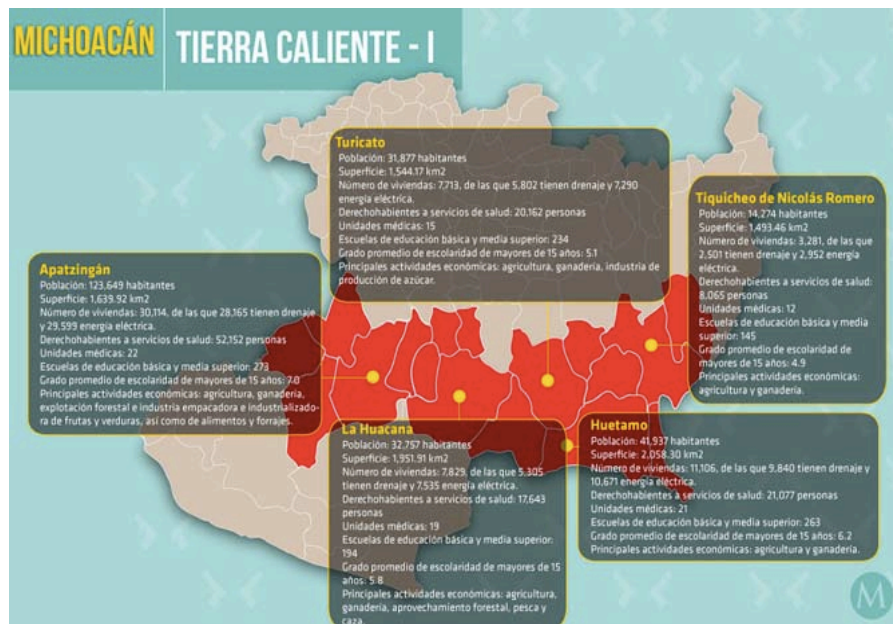 MICHOACÁN
TIERRA CALIENTE - I
Turicato
Población: 31,877 habitantes
Superficie: 1,544.17 km2
Número de viviendas: 7,713, de las que 5,802 tienen drenaje y 7,290
energía eléctrica.
Derechohabientes a servicios de salud: 20,162 personas
Unidades médicas: 15
Escuelas de educación básica y media superior: 234
Grado promedio de escolaridad de mayores de 15 años: 5.1
Principales actividades económicas: agricultura, ganadería, industria de
producción de azúcar.
Tiquicheo de Nicolás Romero
Población: 14,274 habitantes
Superficie: 1,493.46 km2
Número de viviendas: 3,281, de las que
2,501 tienen drenaje y 2,952 energía
eléctrica.
Derechohabientes a servicios de salud:
8,065 personas
Unidades médicas: 12
Escuelas de educación básica y media
superior: 145
Grado promedio de escolaridad de
mayores de 15 años: 4.9
Principales actividades económicas:
agricultura y ganadería.
Apatzingán
Población: 123,649 habitantes
Superficie: 1,639.92 km2
Número de viviendas: 30,114, de las que 28,165 tienen drenaje
y 29,599 energía eléctrica.
Derechohabientes a servicios de salud: 52,152 personas
Unidades médicas: 22
Escuelas de educación básica y media superior: 273
Grado promedio de escolaridad de mayores de 15 años: 7.0
Principales actividades económicas: agricultura, ganadería,
explotación forestal e industria empacadora e industrializado-
ra de frutas y verduras, así como de alimentos y forrajes.
La Huacana
Población: 32,757 habitantes
Superficie: 1,951.91 km2
Número de viviendas: 7,829, de las que 5,305
tienen drenaje y 7,535 energía eléctrica.
Derechohabientes a servicios de salud: 17,643
personas
Unidades médicas: 19
Escuelas de educación básica y media superior:
194
Grado promedio de escolaridad de mayores de 15
años: 5.8
Principales actividades económicas: agricultura,
ganadería, aprovechamiento forestal, pesca y
caza.
Huetamo
Población: 41,937 habitantes
Superficie: 2,058.30 km2
Número de viviendas: 11,106, de las que 9,840 tienen drenaje y
10,671 energía eléctrica.
Derechohabientes a servicios de salud: 21,077 personas
Unidades médicas: 21
Escuelas de educación básica y media superior: 263
Grado promedio de escolaridad de mayores de 15 años: 6.2
Principales actividades económicas: agricultura y ganadería.
M